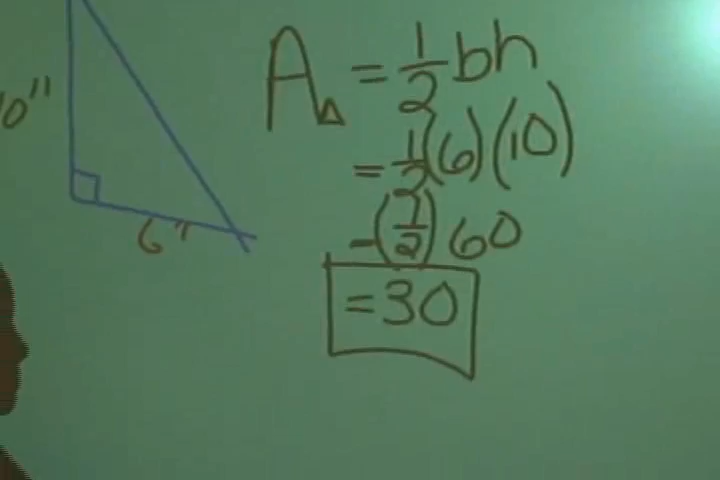 10"
6"
A△ = 1/2 bh
= 1/2 (6)(10)
= (1/2) 60
= 30